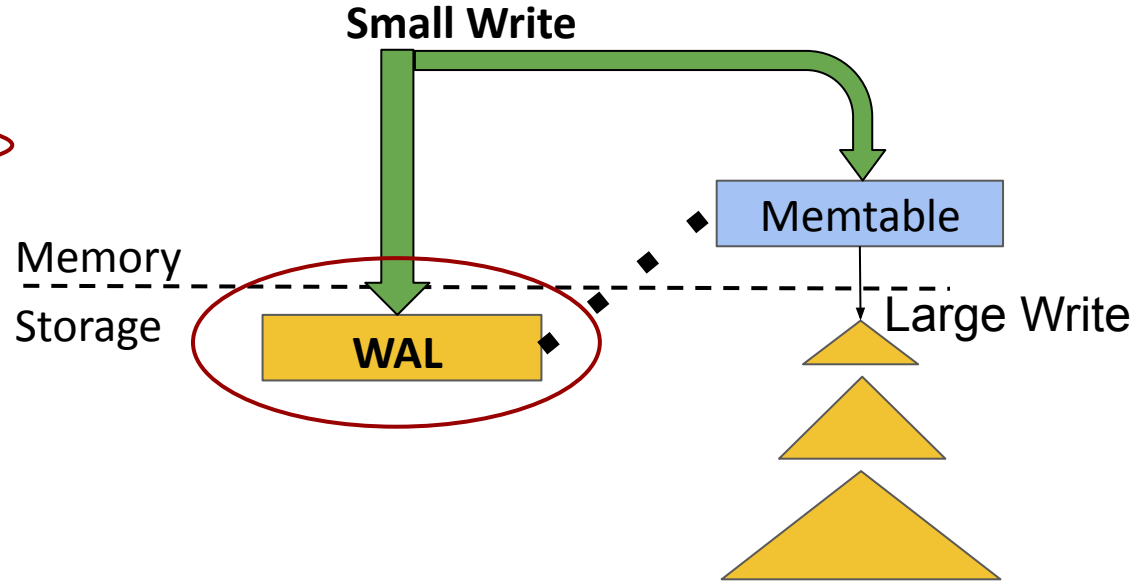 Small Write
Memtable
Memory
Storage
Large Write
WAL